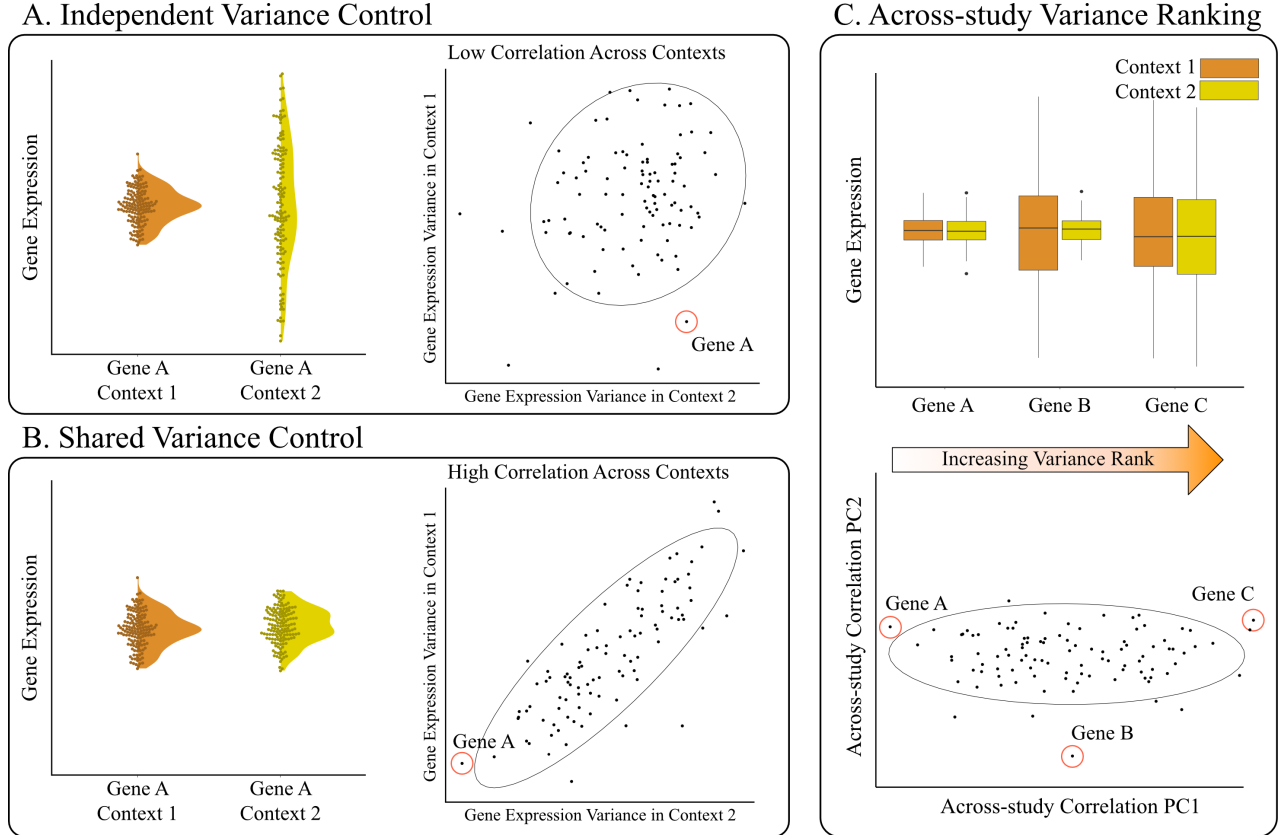 A. Independent Variance Control
Gene Expression
Gene A
Context 1
Gene A
Context 2
Low Correlation Across Contexts
Gene Expression Variance in Context 1
Gene A
Gene Expression Variance in Context 2
B. Shared Variance Control
Gene Expression
Gene A
Context 1
Gene A
Context 2
High Correlation Across Contexts
Gene Expression Variance in Context 1
Gene A
Gene Expression Variance in Context 2
C. Across-study Variance Ranking
Context 1
Context 2
Gene Expression
Gene A
Gene B
Gene C
Increasing Variance Rank
Across-study Correlation PC2
Gene A
Gene C
Gene B
Across-study Correlation PC1